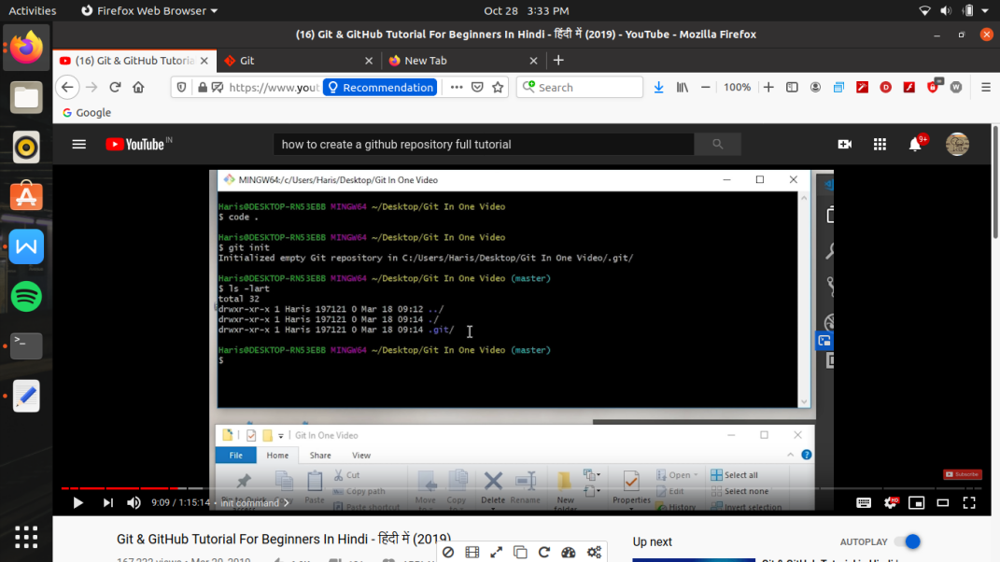 Activities
Firefox Web Browser
Oct 28 3:33 PM
(16) Git & GitHub Tutorial For Beginners In Hindi - हिंदी में (2019) - YouTube - Mozilla Firefox
(16) Git & GitHub Tutorial
Git
New Tab
https://www.yout
Recommendation
Search
100%
Google
YouTube IN
how to create a github repository full tutorial
9+
MINGW64:/c/Users/Haris/Desktop/Git In One Video
Haris@DESKTOP-RN53EBB MINGW64 ~/Desktop/Git In One Video
$ code .
Haris@DESKTOP-RN53EBB MINGW64 ~/Desktop/Git In One Video
$ git init
Initialized empty Git repository in C:/Users/Haris/Desktop/Git In One Video/.git/
Haris@DESKTOP-RN53EBB MINGW64 ~/Desktop/Git In One Video (master)
$ ls -lart
total 32
drwxr-xr-x 1 Haris 197121 0 Mar 18 09:12 ../
drwxr-xr-x 1 Haris 197121 0 Mar 18 09:14 ./
drwxr-xr-x 1 Haris 197121 0 Mar 18 09:14 .git/
Haris@DESKTOP-RN53EBB MINGW64 ~/Desktop/Git In One Video (master)
$
Git In One Video
File Home Share View
Cut
Copy path
Paste shortcut
Paste
Move to
Copy to
Delete
Rename
New folder
Properties
Open
Edit
History
Select all
Select none
Invert selection
Subscribe
9:09 / 1:15:14 • init command
HD
Git & GitHub Tutorial For Beginners In Hindi - हिंदी में (2019)
Up next
AUTOPLAY